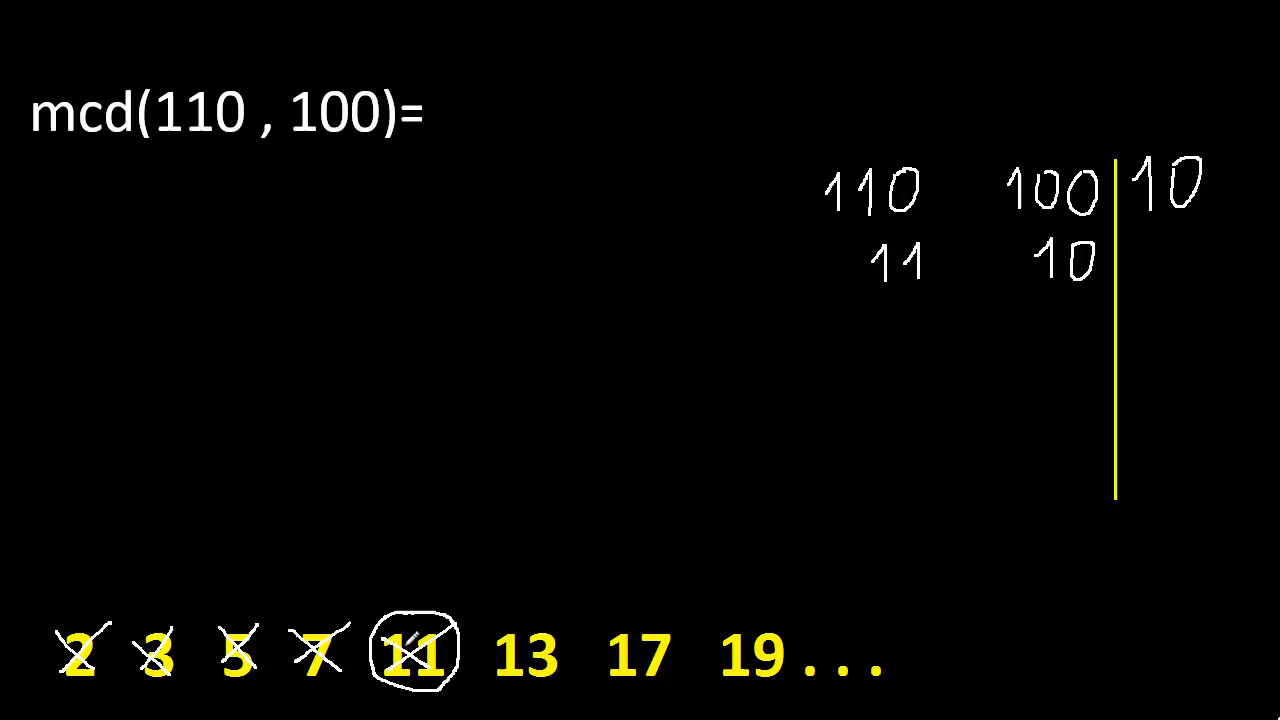 mcd(110 , 100)=
110 100 10
11 10
2 3 5 7 11 13 17 19 . . .